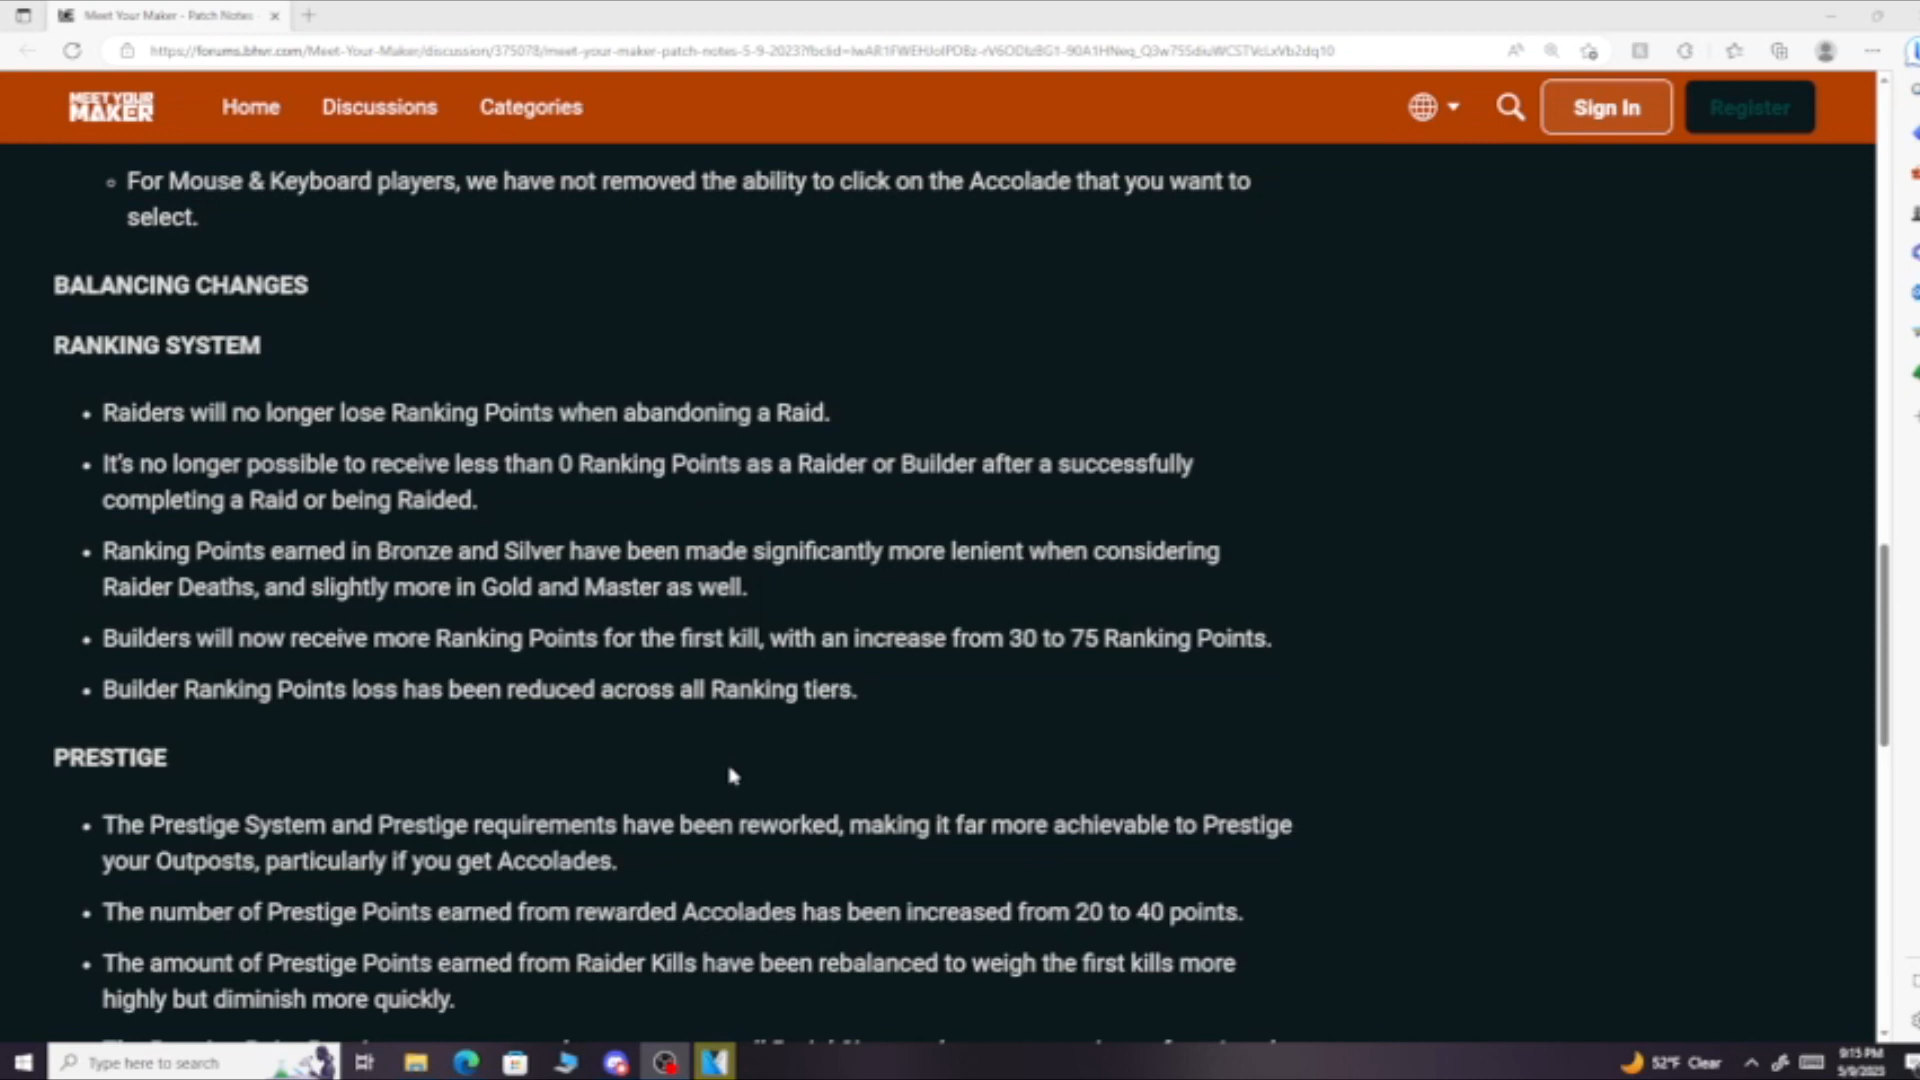 Meet Your Maker - Patch Notes
MEET YOUR
MAKER
Home
Discussions
Categories
Sign In
Register
For Mouse & Keyboard players, we have not removed the ability to click on the Accolade that you want to
select.
BALANCING CHANGES
RANKING SYSTEM
• Raiders will no longer lose Ranking Points when abandoning a Raid.
• It's no longer possible to receive less than 0 Ranking Points as a Raider or Builder after a successfully
completing a Raid or being Raided.
• Ranking Points earned in Bronze and Silver have been made significantly more lenient when considering
Raider Deaths, and slightly more in Gold and Master as well.
• Builders will now receive more Ranking Points for the first kill, with an increase from 30 to 75 Ranking Points.
• Builder Ranking Points loss has been reduced across all Ranking tiers.
PRESTIGE
• The Prestige System and Prestige requirements have been reworked, making it far more achievable to Prestige
your Outposts, particularly if you get Accolades.
• The number of Prestige Points earned from rewarded Accolades has been increased from 20 to 40 points.
• The amount of Prestige Points earned from Raider Kills have been rebalanced to weigh the first kills more
highly but diminish more quickly.
Type here to search
52°F Clear
9:15 PM
5/9/2023